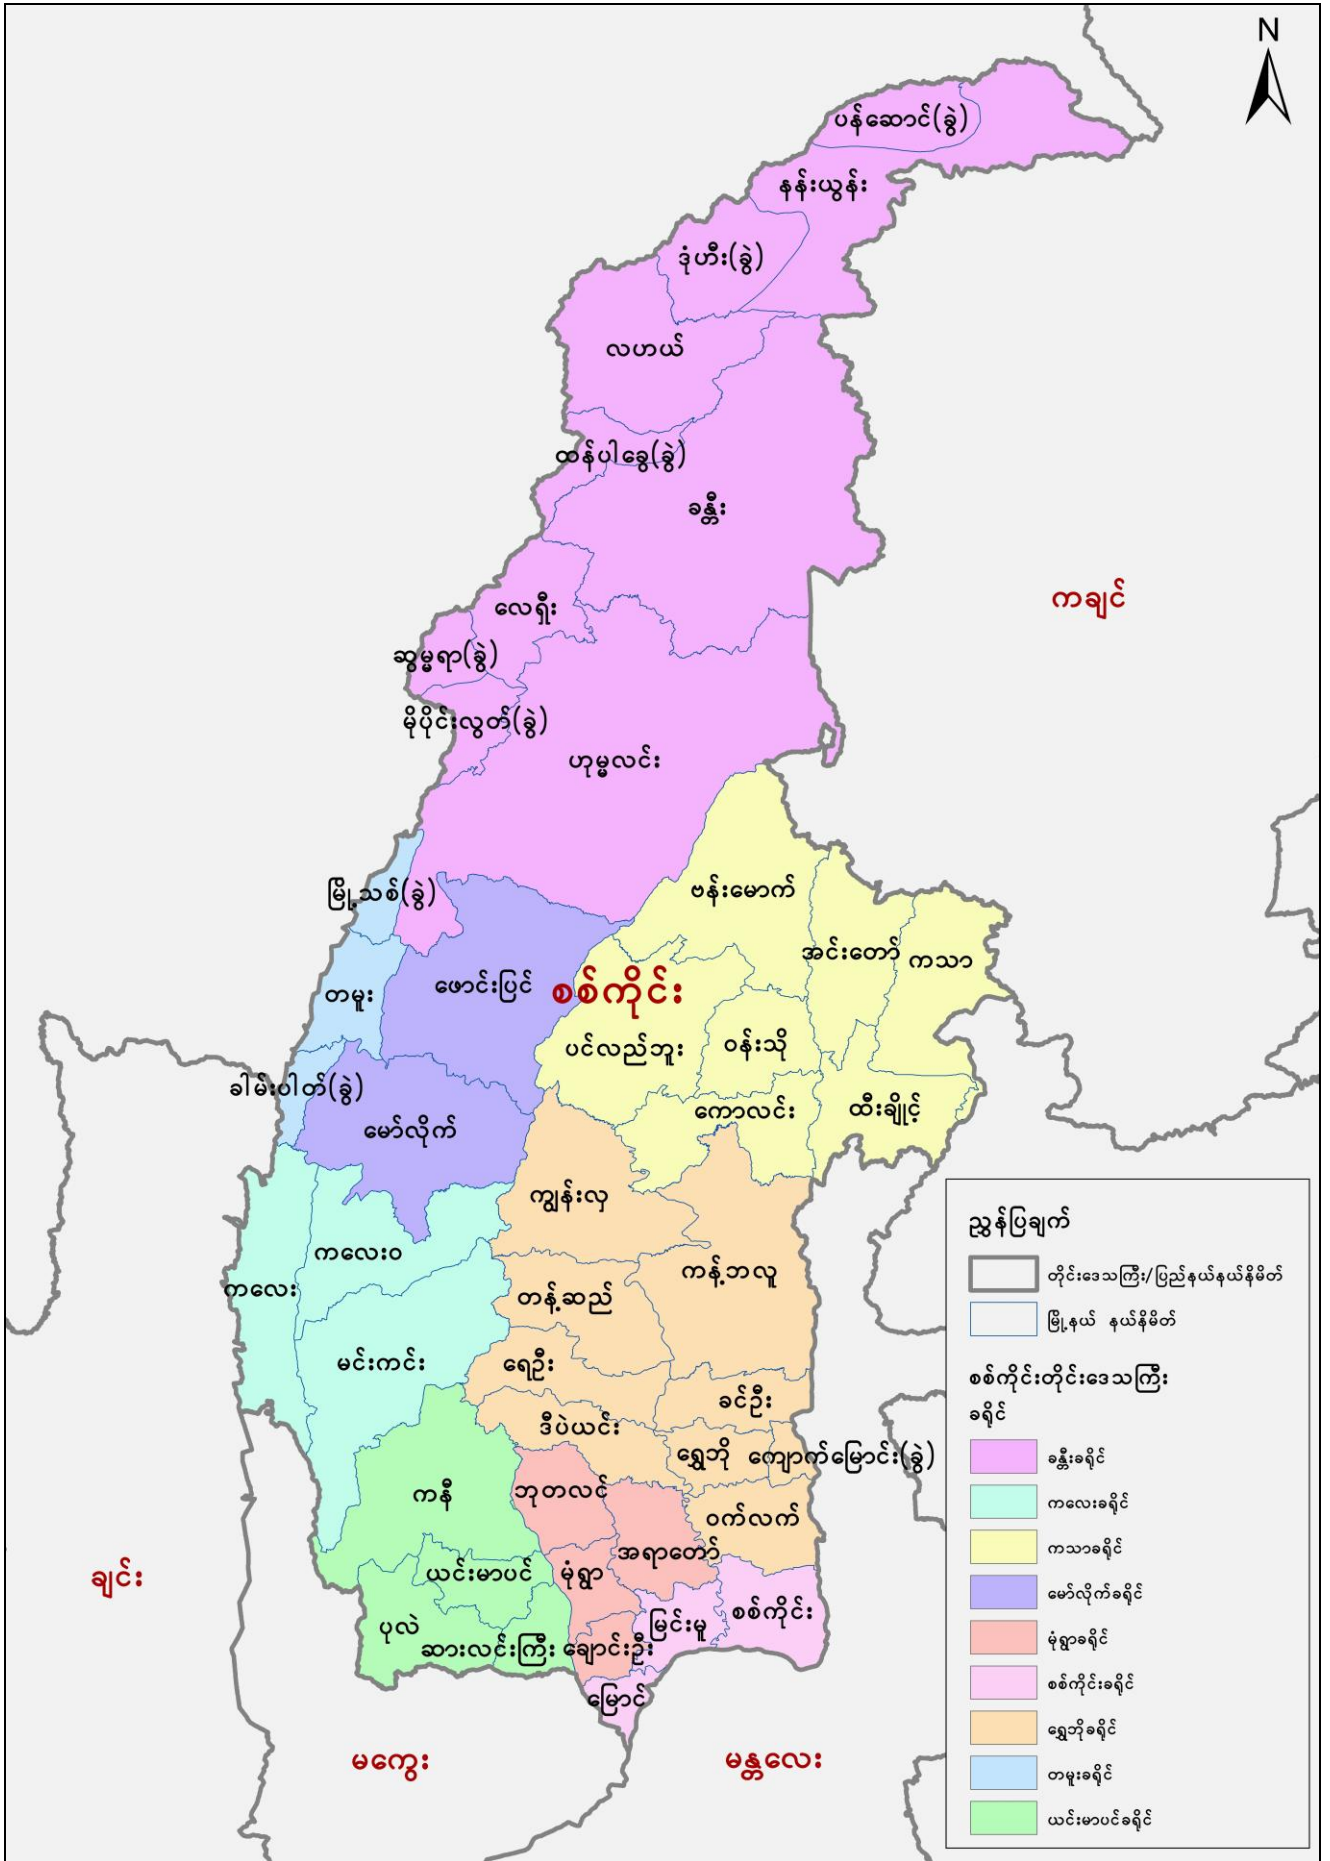 N
ပန်ဆောင်(ခွဲ)
နန်းယွန်း
ဒုံဟီး(ခွဲ)
လဟယ်
ထန်ပါခွေ(ခွဲ)
ခန္တီး
ကချင်
လေရှီး
ဆွမ္မရာ(ခွဲ)
မိုပိုင်းလွတ်(ခွဲ)
ဟုမ္မလင်း
ဗန်းမောက်
မြို့သစ်(ခွဲ)
အင်းတော်
ကသာ
ဖောင်းပြင်
စစ်ကိုင်း
တမူး
ပင်လည်ဘူး
ဝန်းသို
ခါမ်းပါတ်(ခွဲ)
ကောလင်း
ထီးချိုင့်
မော်လိုက်
ကျွန်းလှ
ကလေးဝ
ကန့်ဘလူ
ကလေး
တန့်ဆည်
မင်းကင်း
ရေဦး
ခင်ဦး
ဒီပဲယင်း
ရွှေဘို
ကျောက်မြောင်း(ခွဲ)
ကနီ
ဘုတလင်
ဝက်လက်
အရာတော်
ယင်းမာပင်
မုံရွာ
ချင်း
ပုလဲ
မြင်းမူ
စစ်ကိုင်း
ဆားလင်းကြီး
ချောင်းဦး
မြောင်
မကွေး
မန္တလေး
ညွှန်ပြချက်
တိုင်းဒေသကြီး/ပြည်နယ်နယ်နိမိတ်
မြို့နယ် နယ်နိမိတ်
စစ်ကိုင်းတိုင်းဒေသကြီး
ခရိုင်
ခန္တီးခရိုင်
ကလေးခရိုင်
ကသာခရိုင်
မော်လိုက်ခရိုင်
မုံရွာခရိုင်
စစ်ကိုင်းခရိုင်
ရွှေဘိုခရိုင်
တမူးခရိုင်
ယင်းမာပင်ခရိုင်